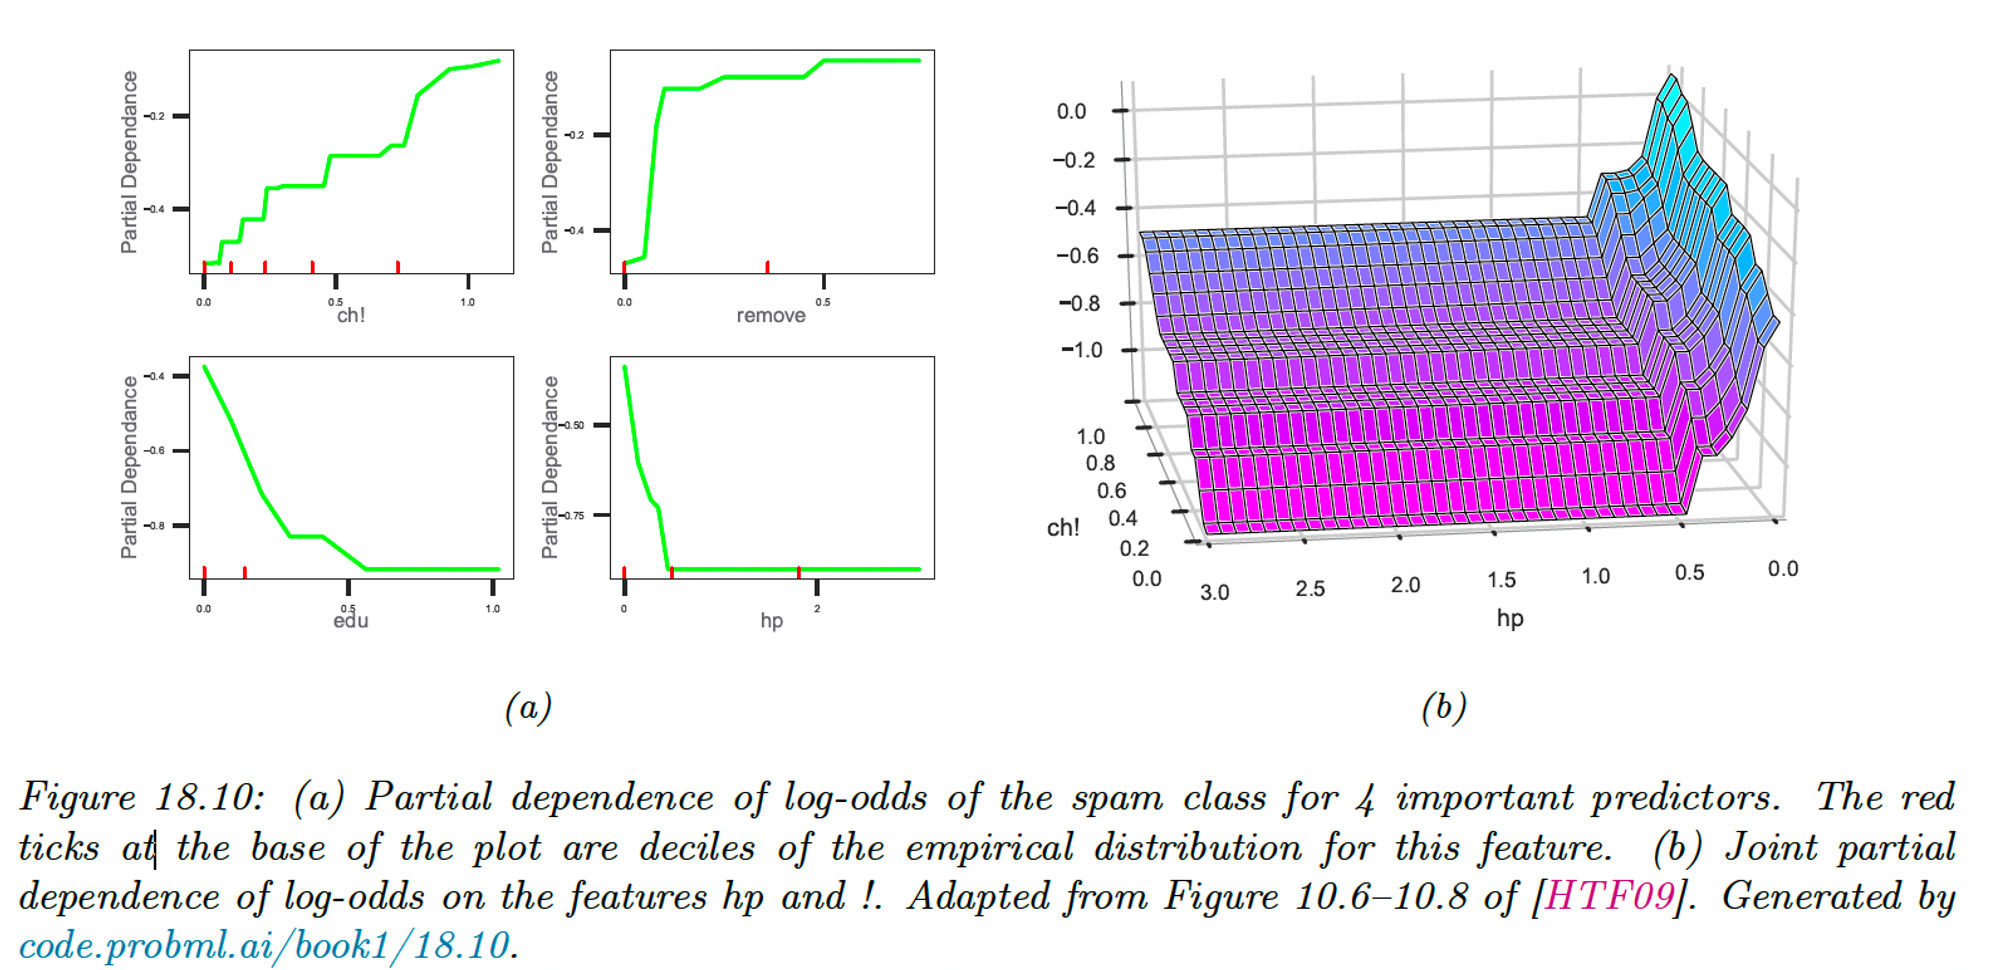 Partial Dependance
-0.2
-0.4
0.0
0.5
1.0
ch!
Partial Dependance
-0.2
-0.4
0.0
0.5
remove
Partial Dependance
-0.4
-0.6
-0.8
0.0
0.5
1.0
edu
Partial Dependance
-0.50
-0.75
0
2
hp
0.0
−0.2
−0.4
−0.6
−0.8
−1.0
1.0
0.8
0.6
0.4
0.2
0.0
ch!
3.0
2.5
2.0
1.5
1.0
0.5
0.0
hp
(a)
(b)
Figure 18.10: (a) Partial dependence of log-odds of the spam class for 4 important predictors. The red
ticks at the base of the plot are deciles of the empirical distribution for this feature. (b) Joint partial
dependence of log-odds on the features hp and !. Adapted from Figure 10.6–10.8 of [HTF09]. Generated by
code.probml.ai/book1/18.10.